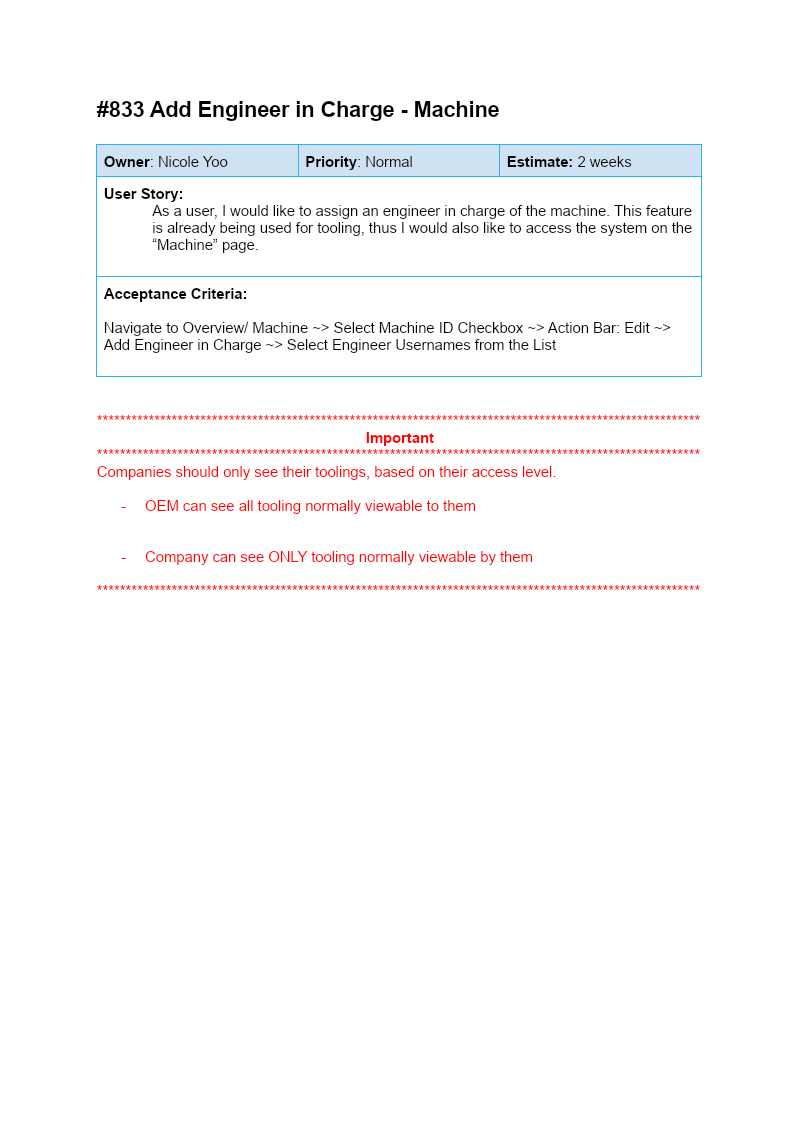 #833 Add Engineer in Charge - Machine
Owner: Nicole Yoo
Priority: Normal
Estimate: 2 weeks
User Story:
As a user, I would like to assign an engineer in charge of the machine. This feature
is already being used for tooling, thus I would also like to access the system on the
“Machine” page.
Acceptance Criteria:
Navigate to Overview/ Machine ~> Select Machine ID Checkbox ~> Action Bar: Edit ~>
Add Engineer in Charge ~> Select Engineer Usernames from the List
*********************************************************************************************************
Important
*********************************************************************************************************
Companies should only see their toolings, based on their access level.
- OEM can see all tooling normally viewable to them
- Company can see ONLY tooling normally viewable by them
*********************************************************************************************************